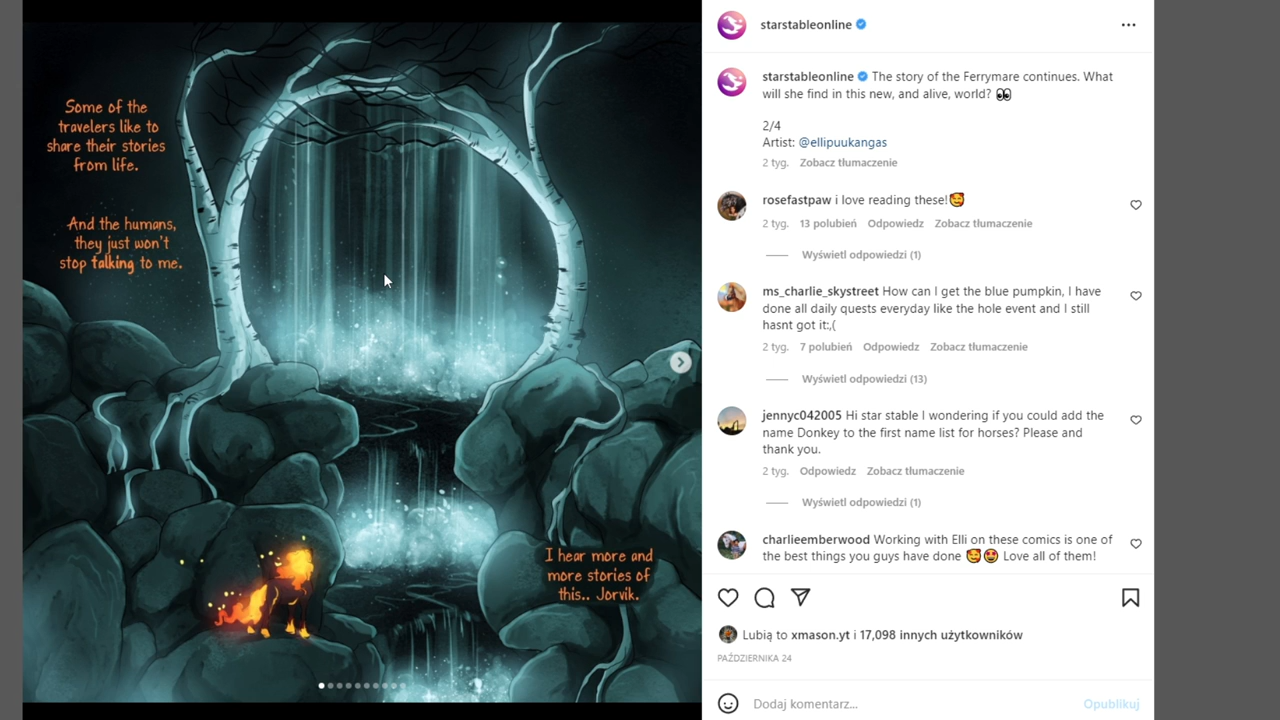 Some of the
travelers like to
share their stories
from life.
And the humans,
they just won't
stop talking to me.
I hear more and
more stories of
this.. Jorvik.
starstableonline
starstableonline The story of the Ferrymare continues. What
will she find in this new, and alive, world? 👀
2/4
Artist: @ellipuukangas
2 tyg. Zobacz tłumaczenie
rosefastpaw i love reading these!🥰
2 tyg. 13 polubień Odpowiedz Zobacz tłumaczenie
Wyświetl odpowiedzi (1)
ms_charlie_skystreet How can I get the blue pumpkin, I have
done all daily quests everyday like the hole event and I still
hasnt got it:,(
2 tyg. 7 polubień Odpowiedz Zobacz tłumaczenie
Wyświetl odpowiedzi (13)
jennyc042005 Hi star stable I wondering if you could add the
name Donkey to the first name list for horses? Please and
thank you.
2 tyg. Odpowiedz Zobacz tłumaczenie
Wyświetl odpowiedzi (1)
charlieemberwood Working with Elli on these comics is one of
the best things you guys have done 🥰🤩 Love all of them!
Lubią to xmason.yt i 17,098 innych użytkowników
PAŹDZIERNIKA 24
Dodaj komentarz...
Opublikuj